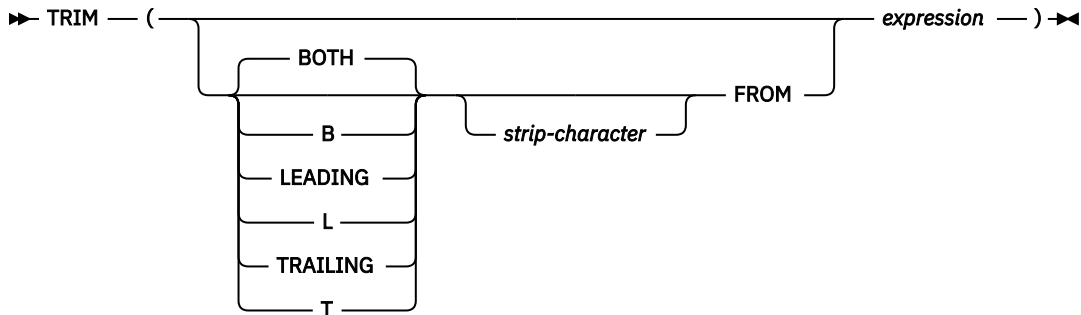 TRIM ( expression )
BOTH
FROM
B
strip-character
LEADING
L
TRAILING
T